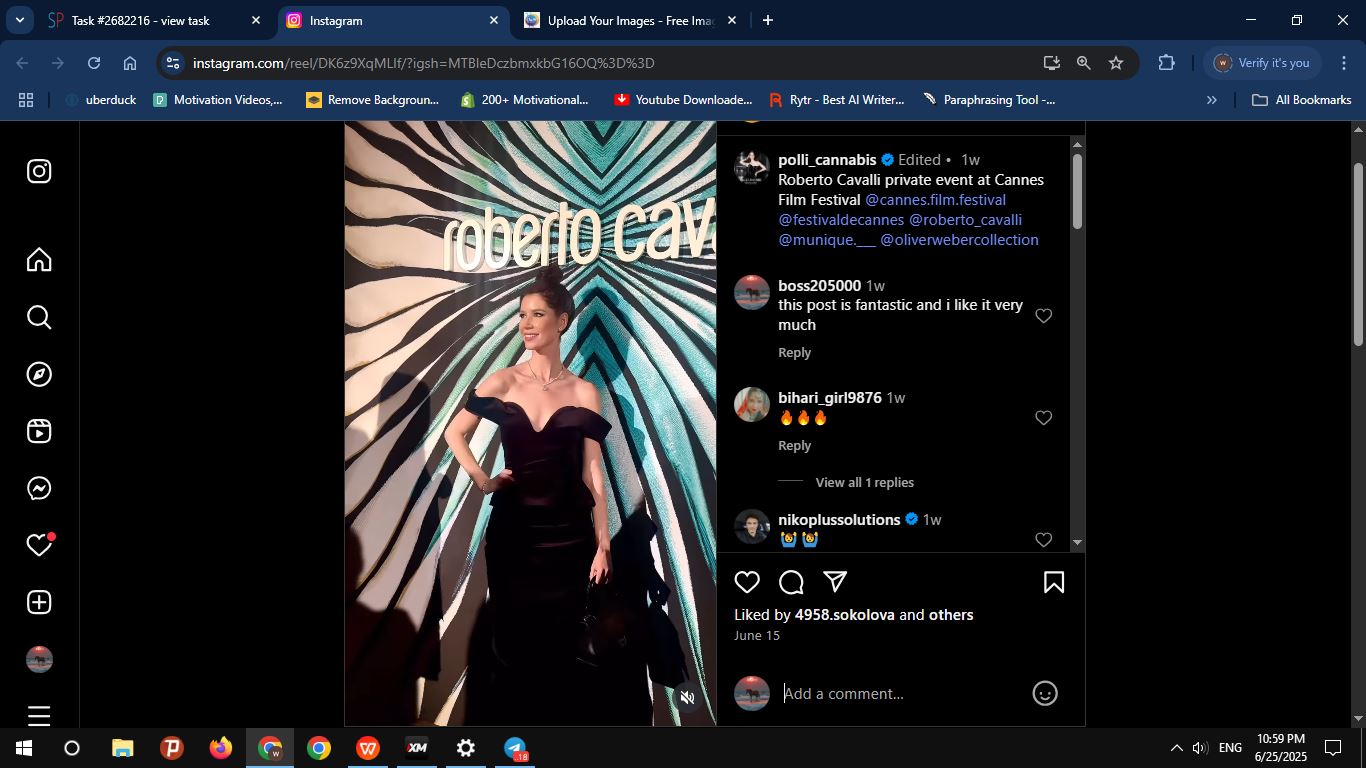 Task #2682216 - view task
Instagram
Upload Your Images - Free Imag
instagram.com/reel/DK6z9XqMLlf/?igsh=MTBleDczbmxkbG16OQ%3D%3D
Verify it's you
uberduck
Motivation Videos,...
Remove Backgroun...
200+ Motivational...
Youtube Downloade...
Rytr - Best AI Writer...
Paraphrasing Tool -...
All Bookmarks
roberto cav
polli_cannabis Edited • 1w
Roberto Cavalli private event at Cannes
Film Festival @cannes.film.festival
@festivaldecannes @roberto_cavalli
@munique.___ @oliverwebercollection
boss205000 1w
this post is fantastic and i like it very
much
Reply
bihari_girl9876 1w
🔥🔥🔥
Reply
View all 1 replies
nikoplussolutions 1w
🙆 🙆
Liked by 4958.sokolova and others
June 15
Add a comment...
XM
18
ENG
10:59 PM
6/25/2025